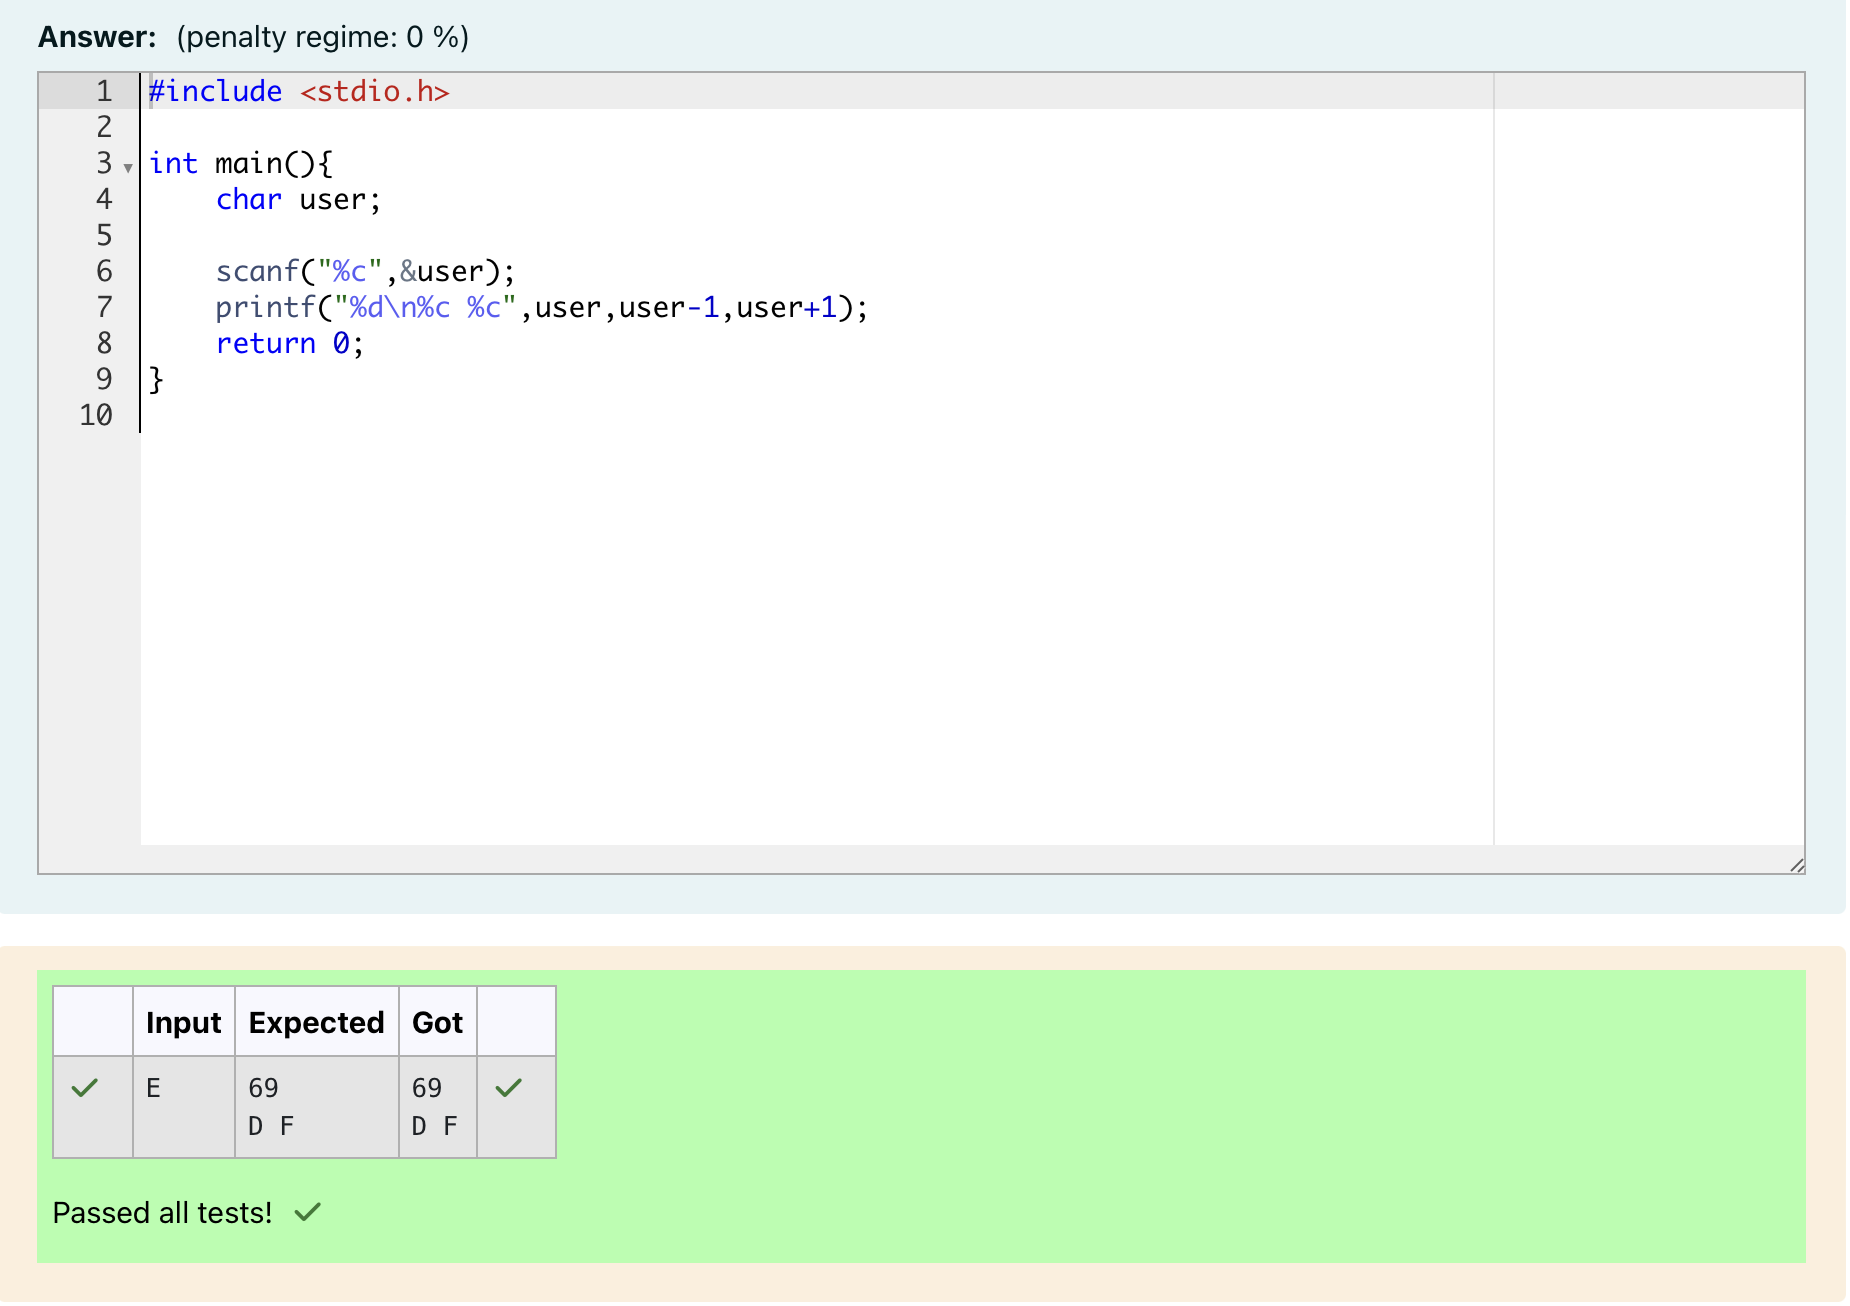 Answer: (penalty regime: 0 %)
1 #include <stdio.h>
2
3 int main(){
4     char user;
5
6     scanf("%c",&user);
7     printf("%d\n%c %c",user,user-1,user+1);
8     return 0;
9 }
10
Input Expected Got
E 69 69
D F D F
Passed all tests!